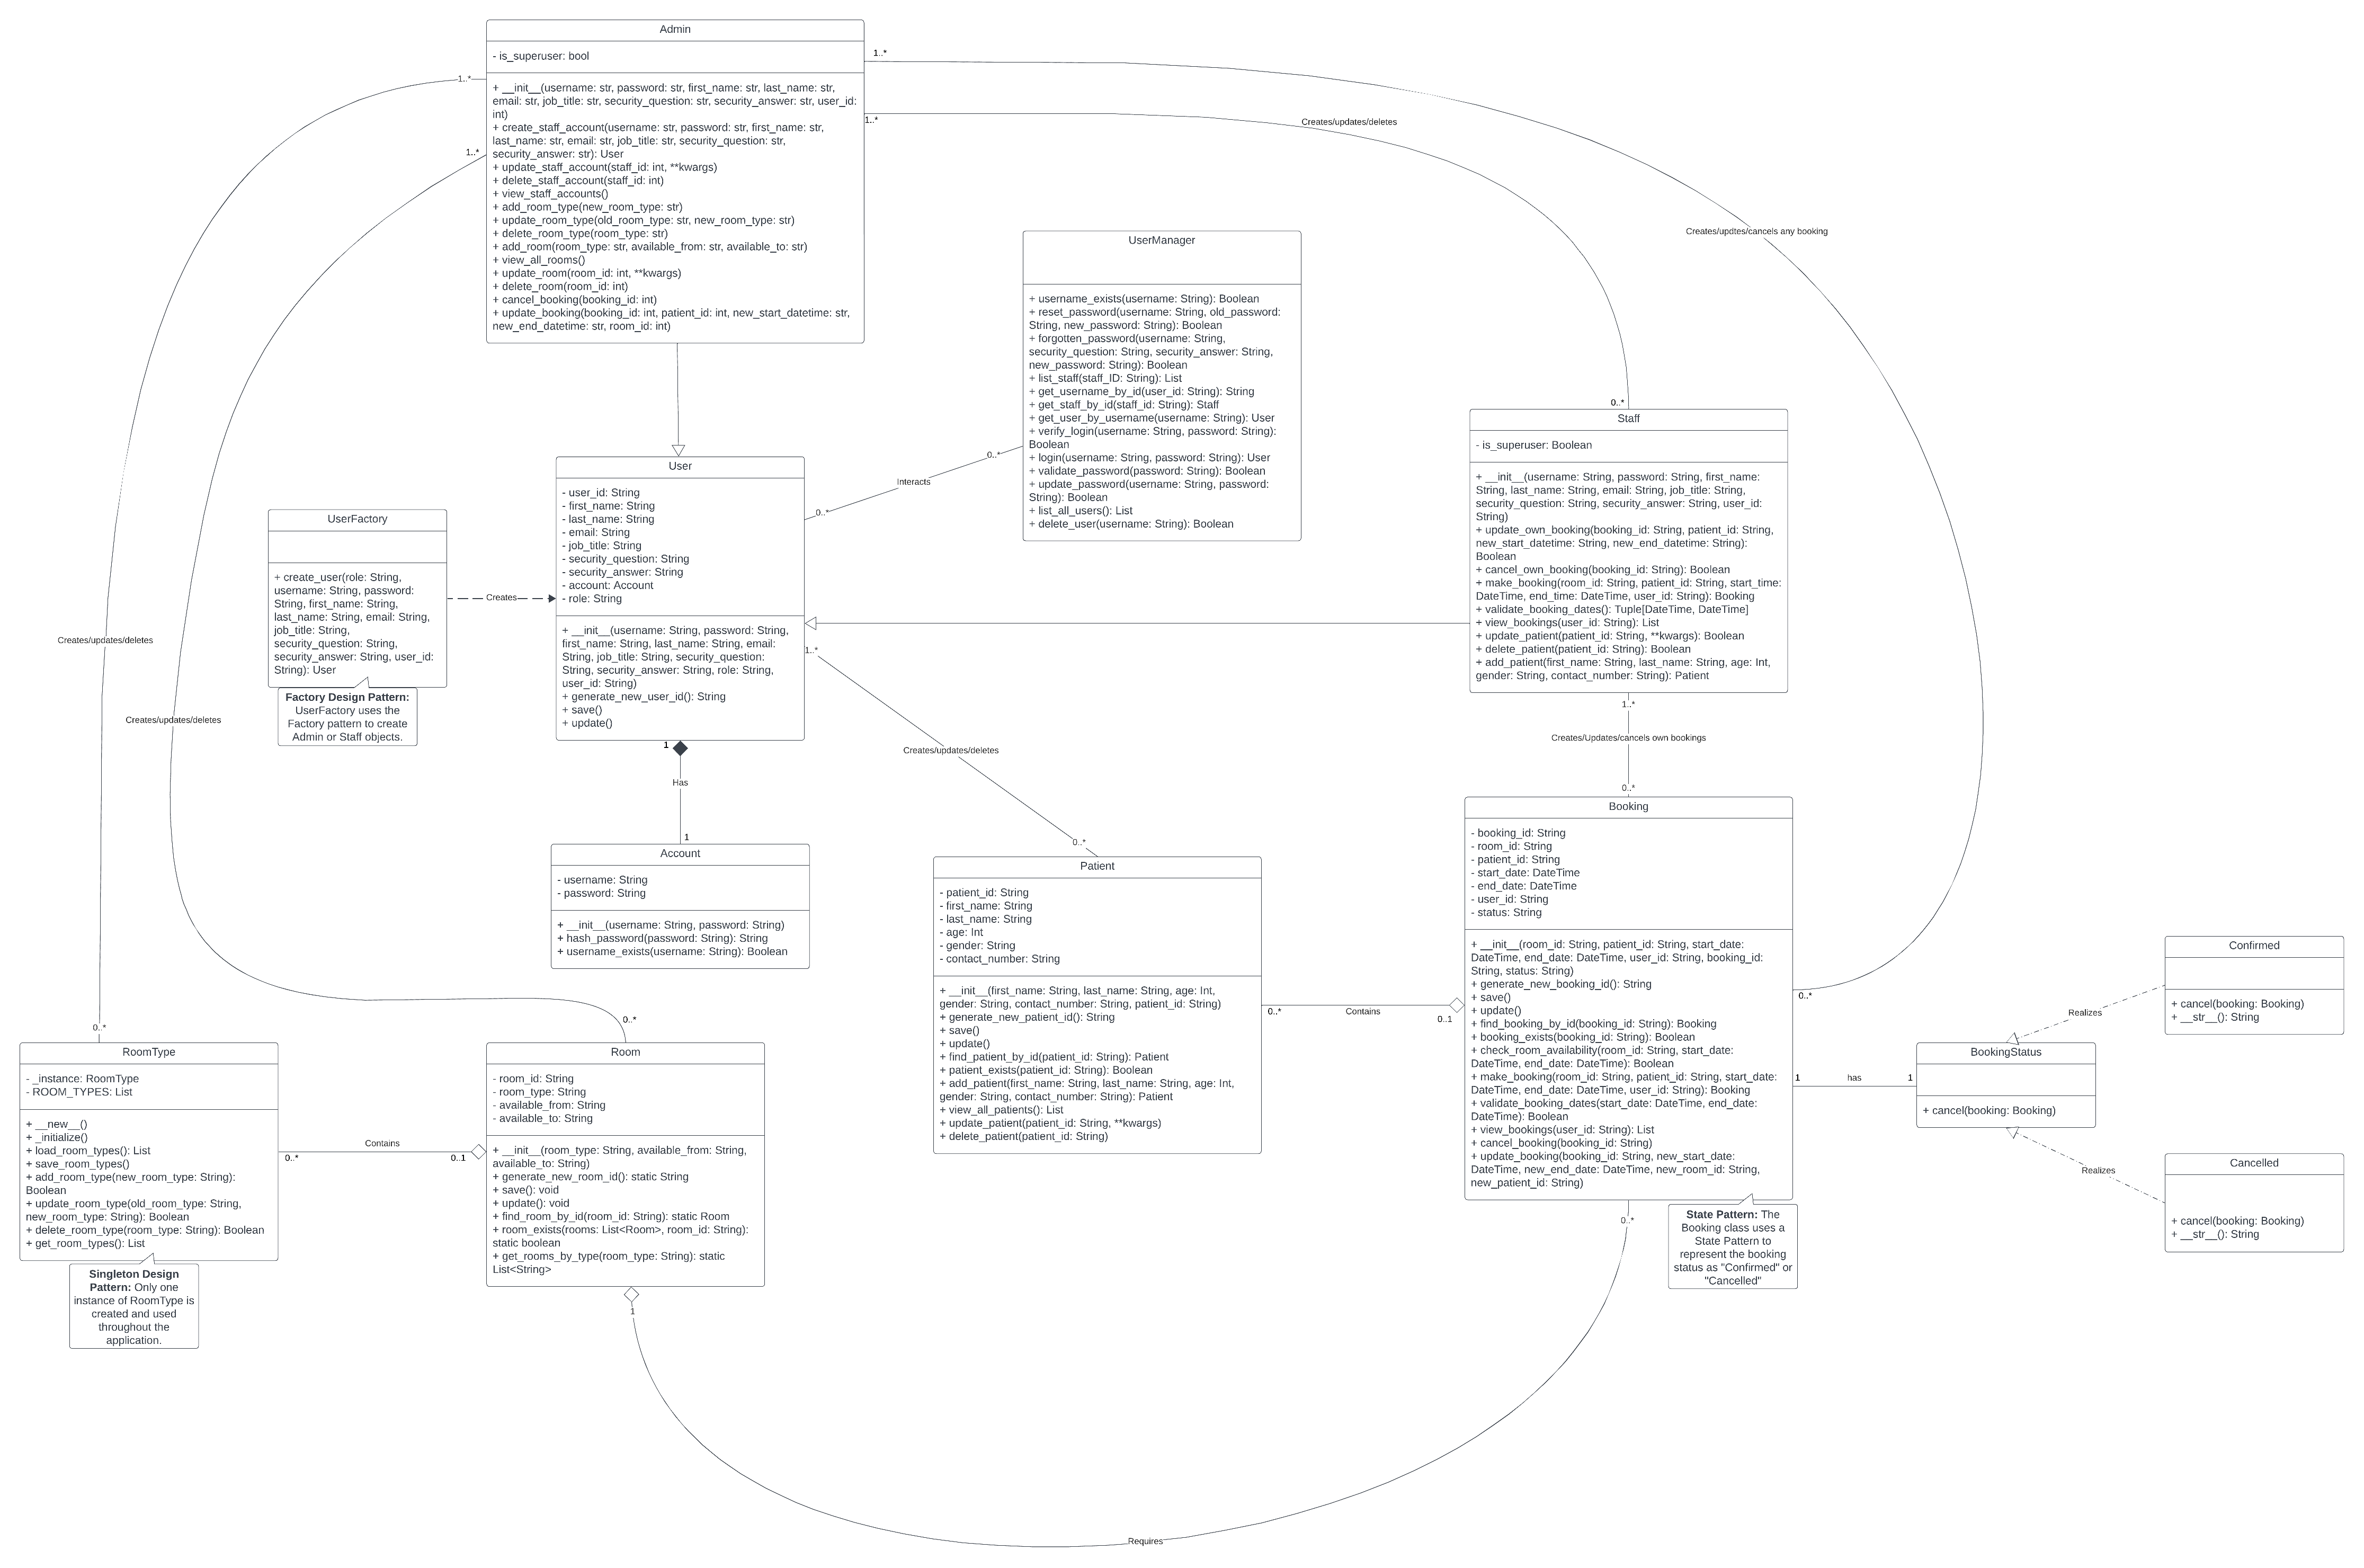 Admin
- is_superuser: bool
+ __init__(username: str, password: str, first_name: str, last_name: str,
email: str, job_title: str, security_question: str, security_answer: str, user_id:
int)
+ create_staff_account(username: str, password: str, first_name: str,
last_name: str, email: str, job_title: str, security_question: str,
security_answer: str): User
+ update_staff_account(staff_id: int, **kwargs)
+ delete_staff_account(staff_id: int)
+ view_staff_accounts()
+ add_room_type(new_room_type: str)
+ update_room_type(old_room_type: str, new_room_type: str)
+ delete_room_type(room_type: str)
+ add_room(room_type: str, available_from: str, available_to: str)
+ view_all_rooms()
+ update_room(room_id: int, **kwargs)
+ delete_room(room_id: int)
+ cancel_booking(booking_id: int)
+ update_booking(booking_id: int, patient_id: int, new_start_datetime: str,
new_end_datetime: str, room_id: int)
1..*
1..*
1..*
1..*
Creates/updates/deletes
Creates/updtes/cancels any booking
UserManager
+ username_exists(username: String): Boolean
+ reset_password(username: String, old_password:
String, new_password: String): Boolean
+ forgotten_password(username: String,
security_question: String, security_answer: String,
new_password: String): Boolean
+ list_staff(staff_ID: String): List
+ get_username_by_id(user_id: String): String
+ get_staff_by_id(staff_id: String): Staff
+ get_user_by_username(username: String): User
+ verify_login(username: String, password: String):
Boolean
+ login(username: String, password: String): User
+ validate_password(password: String): Boolean
+ update_password(username: String, password:
String): Boolean
+ list_all_users(): List
+ delete_user(username: String): Boolean
0..*
Interacts
0..*
0..*
Staff
- is_superuser: Boolean
+ __init__(username: String, password: String, first_name:
String, last_name: String, email: String, job_title: String,
security_question: String, security_answer: String, user_id:
String)
+ update_own_booking(booking_id: String, patient_id: String,
new_start_datetime: String, new_end_datetime: String):
Boolean
+ cancel_own_booking(booking_id: String): Boolean
+ make_booking(room_id: String, patient_id: String, start_time:
DateTime, end_time: DateTime, user_id: String): Booking
+ validate_booking_dates(): Tuple[DateTime, DateTime]
+ view_bookings(user_id: String): List
+ update_patient(patient_id: String, **kwargs): Boolean
+ delete_patient(patient_id: String): Boolean
+ add_patient(first_name: String, last_name: String, age: Int,
gender: String, contact_number: String): Patient
User
- user_id: String
- first_name: String
- last_name: String
- email: String
- job_title: String
- security_question: String
- security_answer: String
- account: Account
- role: String
+ __init__(username: String, password: String,
first_name: String, last_name: String, email:
String, job_title: String, security_question:
String, security_answer: String, role: String,
user_id: String)
+ generate_new_user_id(): String
+ save()
+ update()
UserFactory
+ create_user(role: String,
username: String, password:
String, first_name: String,
last_name: String, email: String,
job_title: String,
security_question: String,
security_answer: String, user_id:
String): User
Creates
Factory Design Pattern:
UserFactory uses the
Factory pattern to create
Admin or Staff objects.
Creates/updates/deletes
Creates/updates/deletes
1
Has
1
1..*
Creates/updates/deletes
0..*
1..*
Creates/Updates/cancels own bookings
0..*
Account
- username: String
- password: String
+ __init__(username: String, password: String)
+ hash_password(password: String): String
+ username_exists(username: String): Boolean
Patient
- patient_id: String
- first_name: String
- last_name: String
- age: Int
- gender: String
- contact_number: String
+ __init__(first_name: String, last_name: String, age: Int,
gender: String, contact_number: String, patient_id: String)
+ generate_new_patient_id(): String
+ save()
+ update()
+ find_patient_by_id(patient_id: String): Patient
+ patient_exists(patient_id: String): Boolean
+ add_patient(first_name: String, last_name: String, age: Int,
gender: String, contact_number: String): Patient
+ view_all_patients(): List
+ update_patient(patient_id: String, **kwargs)
+ delete_patient(patient_id: String)
0..*
Contains
0..1
Booking
- booking_id: String
- room_id: String
- patient_id: String
- start_date: DateTime
- end_date: DateTime
- user_id: String
- status: String
+ __init__(room_id: String, patient_id: String, start_date:
DateTime, end_date: DateTime, user_id: String, booking_id:
String, status: String)
+ generate_new_booking_id(): String
+ save()
+ update()
+ find_booking_by_id(booking_id: String): Booking
+ booking_exists(booking_id: String): Boolean
+ check_room_availability(room_id: String, start_date:
DateTime, end_date: DateTime): Boolean
+ make_booking(room_id: String, patient_id: String, start_date:
DateTime, end_date: DateTime, user_id: String): Booking
+ validate_booking_dates(start_date: DateTime, end_date:
DateTime): Boolean
+ view_bookings(user_id: String): List
+ cancel_booking(booking_id: String)
+ update_booking(booking_id: String, new_start_date:
DateTime, new_end_date: DateTime, new_room_id: String,
new_patient_id: String)
0..*
1
has
1
State Pattern: The
Booking class uses a
State Pattern to
represent the booking
status as "Confirmed" or
"Cancelled"
0..*
Confirmed
+ cancel(booking: Booking)
+ __str__(): String
Realizes
BookingStatus
+ cancel(booking: Booking)
Realizes
Cancelled
+ cancel(booking: Booking)
+ __str__(): String
0..*
RoomType
- _instance: RoomType
- ROOM_TYPES: List
+ __new__()
+ _initialize()
+ load_room_types(): List
+ save_room_types()
+ add_room_type(new_room_type: String):
Boolean
+ update_room_type(old_room_type: String,
new_room_type: String): Boolean
+ delete_room_type(room_type: String): Boolean
+ get_room_types(): List
Singleton Design
Pattern: Only one
instance of RoomType is
created and used
throughout the
application.
0..*
Contains
0..1
0..*
Room
- room_id: String
- room_type: String
- available_from: String
- available_to: String
+ __init__(room_type: String, available_from: String,
available_to: String)
+ generate_new_room_id(): static String
+ save(): void
+ update(): void
+ find_room_by_id(room_id: String): static Room
+ room_exists(rooms: List<Room>, room_id: String):
static boolean
+ get_rooms_by_type(room_type: String): static
List<String>
1
Requires